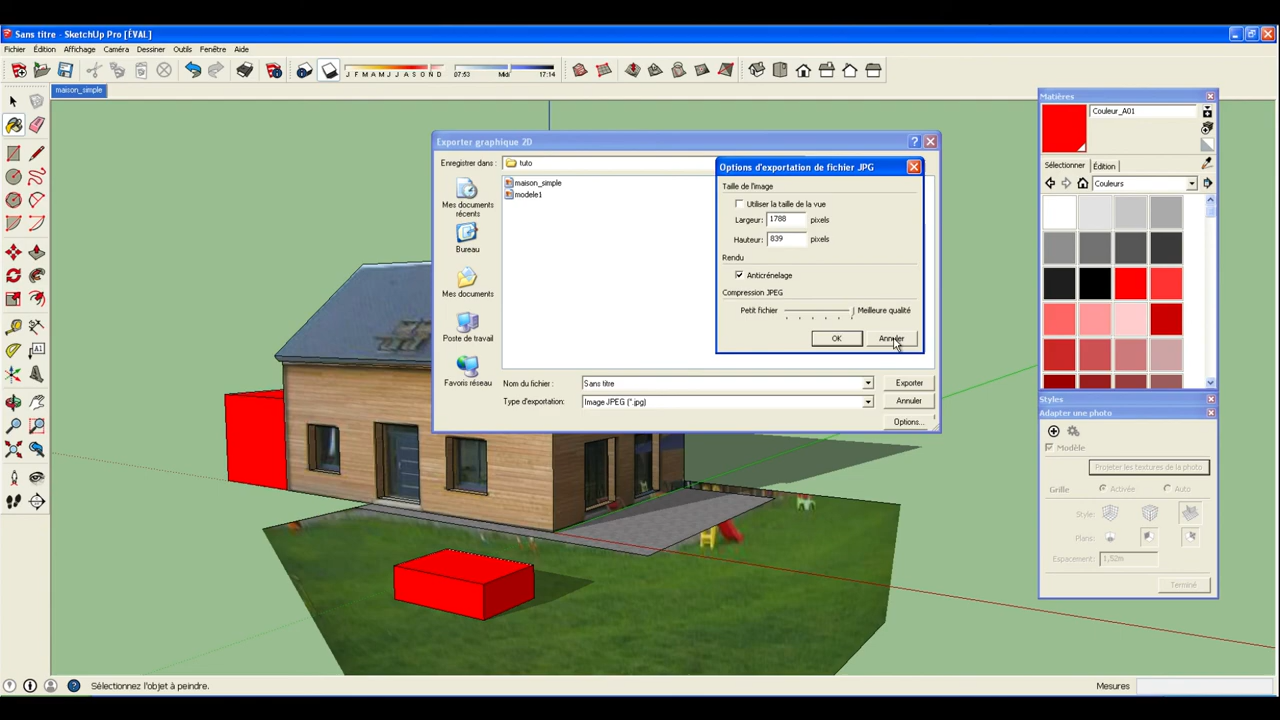 Sans titre - SketchUp Pro [ÉVAL]
Fichier Édition Affichage Caméra Dessiner Outils Fenêtre Aide
J F M A M J J A S O N D 07:53 Midi 17:14
maison_simple
Exporter graphique 2D
Enregistrer dans : tuto
maison_simple
modele1
Mes documents récents
Bureau
Mes documents
Poste de travail
Favoris réseau
Nom du fichier : Sans titre Exporter
Type d'exportation: Image JPEG (*.jpg) Annuler
Options...
Options d'exportation de fichier JPG
Taille de l'image
Utiliser la taille de la vue
Largeur: 1788 pixels
Hauteur: 839 pixels
Rendu
Anticrénelage
Compression JPEG
Petit fichier Meilleure qualité
OK Annuler
Matières
Couleur_A01
Sélectionner Édition
Couleurs
Styles
Adapter une photo
Modèle
Projeter les textures de la photo
Grille Activée Auto
Style:
Plans:
Espacement: 1,52m
Terminé
Sélectionnez l'objet à peindre. Mesures